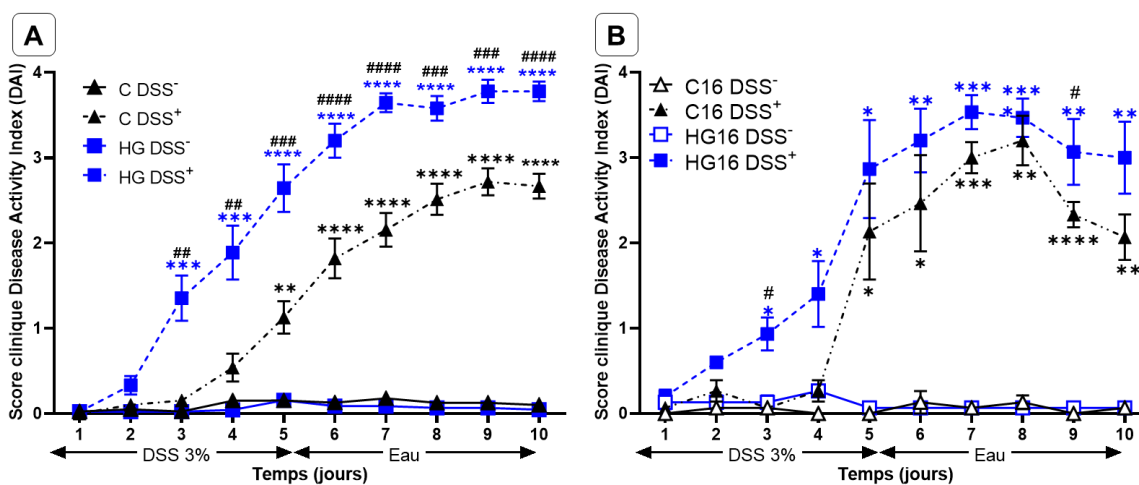 A
Score clinique Disease Activity Index (DAI)
4
3
2
1
0
C DSS-
C DSS+
HG DSS-
HG DSS+
##
***
##
***
###
****
####
****
####
****
###
****
###
****
####
****
**
****
****
****
****
****
1 2 3 4 5 6 7 8 9 10
DSS 3% Eau
Temps (jours)
B
Score clinique Disease Activity Index (DAI)
4
3
2
1
0
C16 DSS-
C16 DSS+
HG16 DSS-
HG16 DSS+
#
*
*
*
**
***
***
*
#
**
**
*
*
***
**
****
**
1 2 3 4 5 6 7 8 9 10
DSS 3% Eau
Temps (jours)